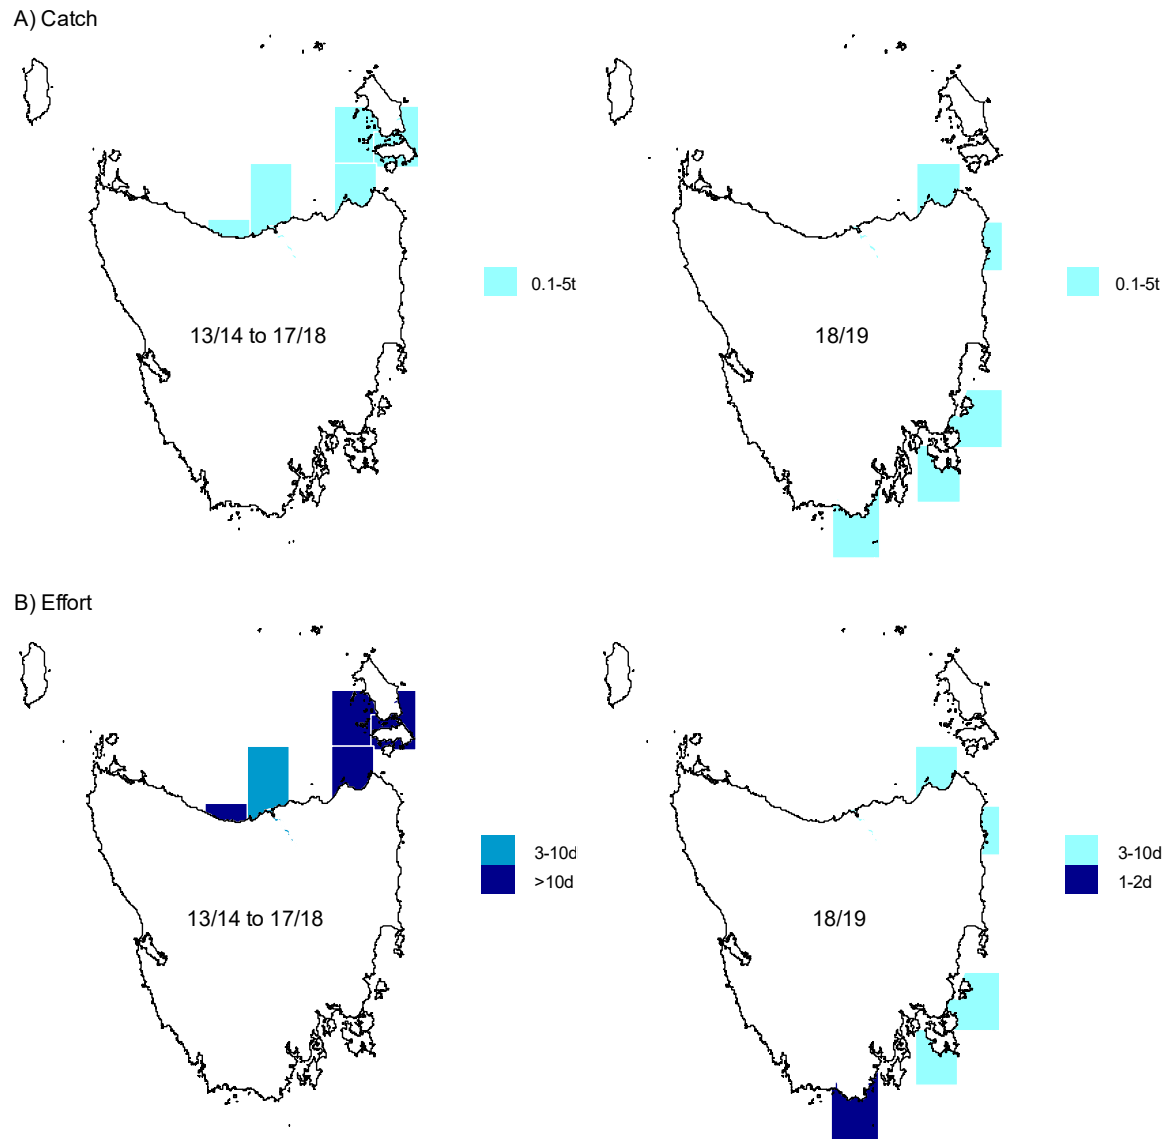 A) Catch
0.1-5t
0.1-5t
13/14 to 17/18
18/19
B) Effort
3-10d
>10d
3-10d
1-2d
13/14 to 17/18
18/19